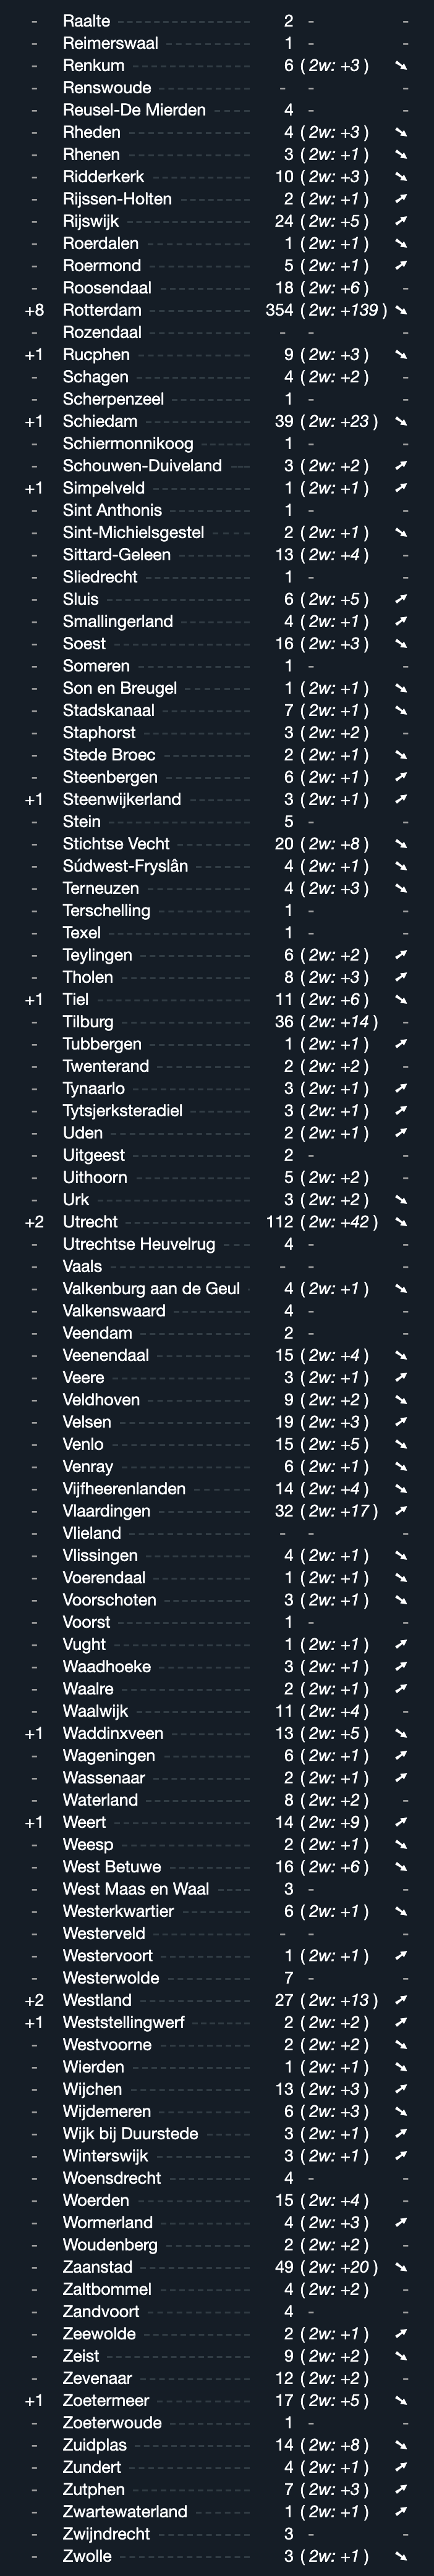 - Raalte 2 - -
- Reimerswaal 1 - -
- Renkum 6 ( 2w: +3 ) ➘
- Renswoude - - -
- Reusel-De Mierden 4 - -
- Rheden 4 ( 2w: +3 ) ➘
- Rhenen 3 ( 2w: +1 ) ➘
- Ridderkerk 10 ( 2w: +3 ) ➘
- Rijssen-Holten 2 ( 2w: +1 ) ➚
- Rijswijk 24 ( 2w: +5 ) ➚
- Roerdalen 1 ( 2w: +1 ) ➘
- Roermond 5 ( 2w: +1 ) ➚
- Roosendaal 18 ( 2w: +6 ) -
+8 Rotterdam 354 ( 2w: +139 ) ➘
- Rozendaal - - -
+1 Rucphen 9 ( 2w: +3 ) ➘
- Schagen 4 ( 2w: +2 ) -
- Scherpenzeel 1 - -
+1 Schiedam 39 ( 2w: +23 ) ➘
- Schiermonnikoog 1 - -
- Schouwen-Duiveland 3 ( 2w: +2 ) ➚
+1 Simpelveld 1 ( 2w: +1 ) ➚
- Sint Anthonis 1 - -
- Sint-Michielsgestel 2 ( 2w: +1 ) ➘
- Sittard-Geleen 13 ( 2w: +4 ) -
- Sliedrecht 1 - -
- Sluis 6 ( 2w: +5 ) ➚
- Smallingerland 4 ( 2w: +1 ) ➚
- Soest 16 ( 2w: +3 ) ➘
- Someren 1 - -
- Son en Breugel 1 ( 2w: +1 ) ➘
- Stadskanaal 7 ( 2w: +1 ) ➘
- Staphorst 3 ( 2w: +2 ) -
- Stede Broec 2 ( 2w: +1 ) ➘
- Steenbergen 6 ( 2w: +1 ) ➚
+1 Steenwijkerland 3 ( 2w: +1 ) ➚
- Stein 5 - -
- Stichtse Vecht 20 ( 2w: +8 ) ➘
- Súdwest-Fryslân 4 ( 2w: +1 ) ➘
- Terneuzen 4 ( 2w: +3 ) ➘
- Terschelling 1 - -
- Texel 1 - -
- Teylingen 6 ( 2w: +2 ) ➚
- Tholen 8 ( 2w: +3 ) ➚
+1 Tiel 11 ( 2w: +6 ) ➘
- Tilburg 36 ( 2w: +14 ) -
- Tubbergen 1 ( 2w: +1 ) ➚
- Twenterand 2 ( 2w: +2 ) -
- Tynaarlo 3 ( 2w: +1 ) ➚
- Tytsjerksteradiel 3 ( 2w: +1 ) ➚
- Uden 2 ( 2w: +1 ) ➚
- Uitgeest 2 - -
- Uithoorn 5 ( 2w: +2 ) -
- Urk 3 ( 2w: +2 ) ➘
+2 Utrecht 112 ( 2w: +42 ) ➘
- Utrechtse Heuvelrug 4 - -
- Vaals - - -
- Valkenburg aan de Geul 4 ( 2w: +1 ) ➘
- Valkenswaard 4 - -
- Veendam 2 - -
- Veenendaal 15 ( 2w: +4 ) ➘
- Veere 3 ( 2w: +1 ) ➚
- Veldhoven 9 ( 2w: +2 ) ➘
- Velsen 19 ( 2w: +3 ) ➚
- Venlo 15 ( 2w: +5 ) ➘
- Venray 6 ( 2w: +1 ) ➘
- Vijfheerenlanden 14 ( 2w: +4 ) ➘
- Vlaardingen 32 ( 2w: +17 ) ➚
- Vlieland - - -
- Vlissingen 4 ( 2w: +1 ) ➘
- Voerendaal 1 ( 2w: +1 ) ➘
- Voorschoten 3 ( 2w: +1 ) ➘
- Voorst 1 - -
- Vught 1 ( 2w: +1 ) ➚
- Waadhoeke 3 ( 2w: +1 ) ➚
- Waalre 2 ( 2w: +1 ) ➚
- Waalwijk 11 ( 2w: +4 ) -
+1 Waddinxveen 13 ( 2w: +5 ) ➘
- Wageningen 6 ( 2w: +1 ) ➚
- Wassenaar 2 ( 2w: +1 ) ➚
- Waterland 8 ( 2w: +2 ) -
+1 Weert 14 ( 2w: +9 ) ➚
- Weesp 2 ( 2w: +1 ) ➘
- West Betuwe 16 ( 2w: +6 ) ➘
- West Maas en Waal 3 - -
- Westerkwartier 6 ( 2w: +1 ) ➘
- Westerveld - - -
- Westervoort 1 ( 2w: +1 ) ➚
- Westerwolde 7 - -
+2 Westland 27 ( 2w: +13 ) ➚
+1 Weststellingwerf 2 ( 2w: +2 ) ➚
- Westvoorne 2 ( 2w: +2 ) ➘
- Wierden 1 ( 2w: +1 ) ➘
- Wijchen 13 ( 2w: +3 ) ➚
- Wijdemeren 6 ( 2w: +3 ) ➘
- Wijk bij Duurstede 3 ( 2w: +1 ) ➚
- Winterswijk 3 ( 2w: +1 ) ➚
- Woensdrecht 4 - -
- Woerden 15 ( 2w: +4 ) -
- Wormerland 4 ( 2w: +3 ) ➚
- Woudenberg 2 ( 2w: +2 ) -
- Zaanstad 49 ( 2w: +20 ) ➘
- Zaltbommel 4 ( 2w: +2 ) -
- Zandvoort 4 - -
- Zeewolde 2 ( 2w: +1 ) ➚
- Zeist 9 ( 2w: +2 ) ➘
- Zevenaar 12 ( 2w: +2 ) -
+1 Zoetermeer 17 ( 2w: +5 ) ➘
- Zoeterwoude 1 - -
- Zuidplas 14 ( 2w: +8 ) ➘
- Zundert 4 ( 2w: +1 ) ➚
- Zutphen 7 ( 2w: +3 ) ➚
- Zwartewaterland 1 ( 2w: +1 ) ➚
- Zwijndrecht 3 - -
- Zwolle 3 ( 2w: +1 ) ➘